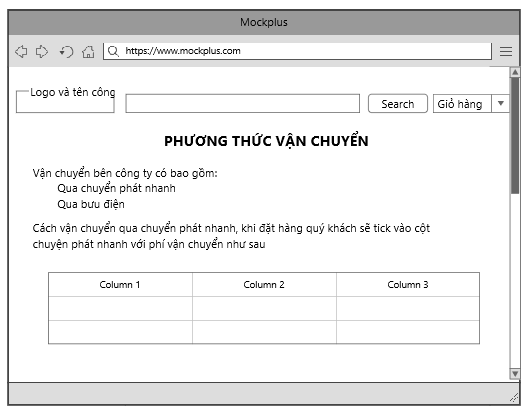 Mockplus
https://www.mockplus.com
Logo và tên công
Search
Giỏ hàng
PHƯƠNG THỨC VẬN CHUYỂN
Vận chuyển bên công ty có bao gồm:
Qua chuyển phát nhanh
Qua bưu điện
Cách vận chuyển qua chuyển phát nhanh, khi đặt hàng quý khách sẽ tick vào cột
chuyện phát nhanh với phí vận chuyển như sau
Column 1 Column 2 Column 3